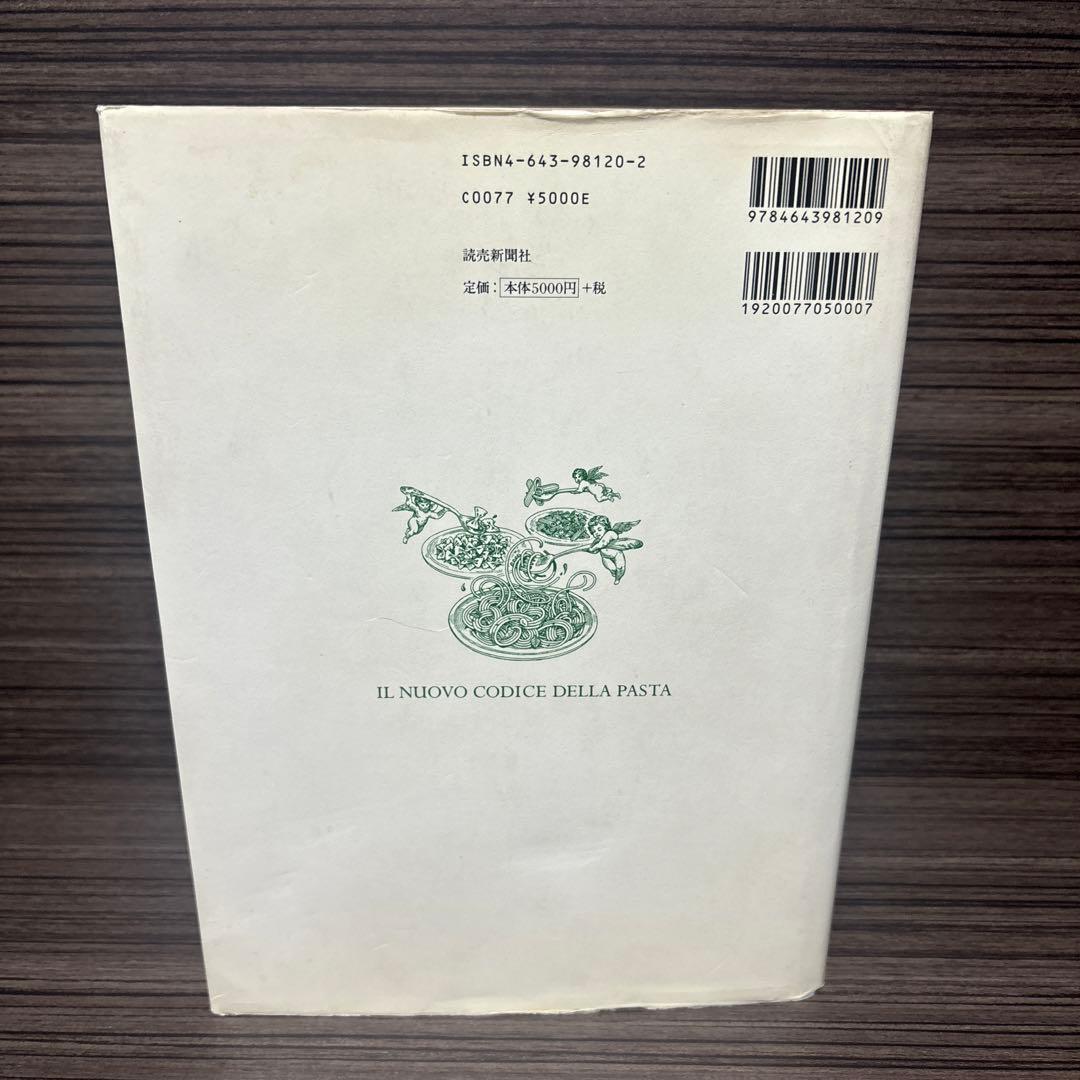 ISBN4-643-98120-2
C0077 ¥5000E
読売新聞社
定価：本体5000円+税
9784643981209
1920077050007
IL NUOVO CODICE DELLA PASTA